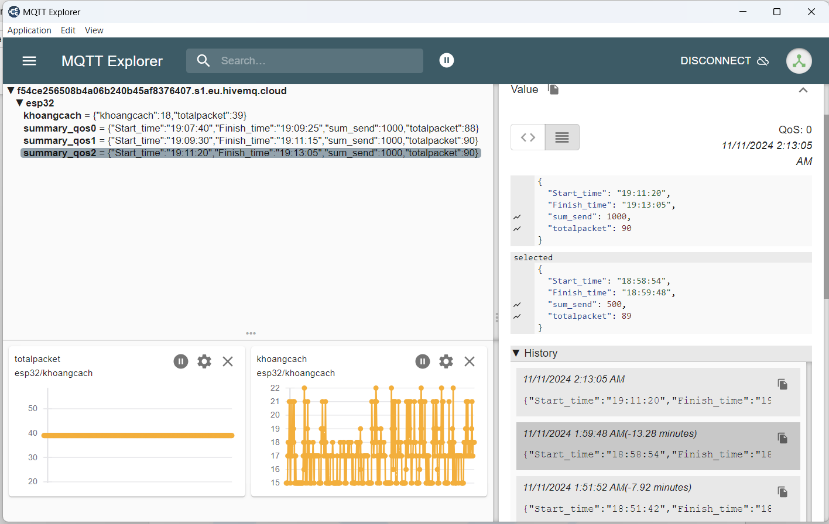 MQTT Explorer
Application Edit View
MQTT Explorer
Search...
DISCONNECT
f54ce256508b4a06b240b45af8376407.s1.eu.hivemq.cloud
esp32
khoangcach = {"khoangcach":18,"totalpacket":39}
summary_qos0 = {"Start_time":"19:07:40","Finish_time":"19:09:25","sum_send":1000,"totalpacket":88}
summary_qos1 = {"Start_time":"19:09:30","Finish_time":"19:11:15","sum_send":1000,"totalpacket":90}
summary_qos2 = {"Start_time":"19:11:20","Finish_time":"19:13:05","sum_send":1000,"totalpacket":90}
totalpacket
esp32/khoangcach
50
40
30
20
khoangcach
esp32/khoangcach
22
21
20
19
18
17
16
15
Value
QoS: 0
11/11/2024 2:13:05
AM
{
"Start_time": "19:11:20",
"Finish_time": "19:13:05",
"sum_send": 1000,
"totalpacket": 90
}
selected
{
"Start_time": "18:58:54",
"Finish_time": "18:59:48",
"sum_send": 500,
"totalpacket": 89
}
History
11/11/2024 2:13:05 AM
{"Start_time":"19:11:20","Finish_time":"19
11/11/2024 1:59:48 AM(-13.28 minutes)
{"Start_time":"18:58:54","Finish_time":"18
11/11/2024 1:51:52 AM(-7.92 minutes)
{"Start_time":"18:51:42","Finish_time":"18